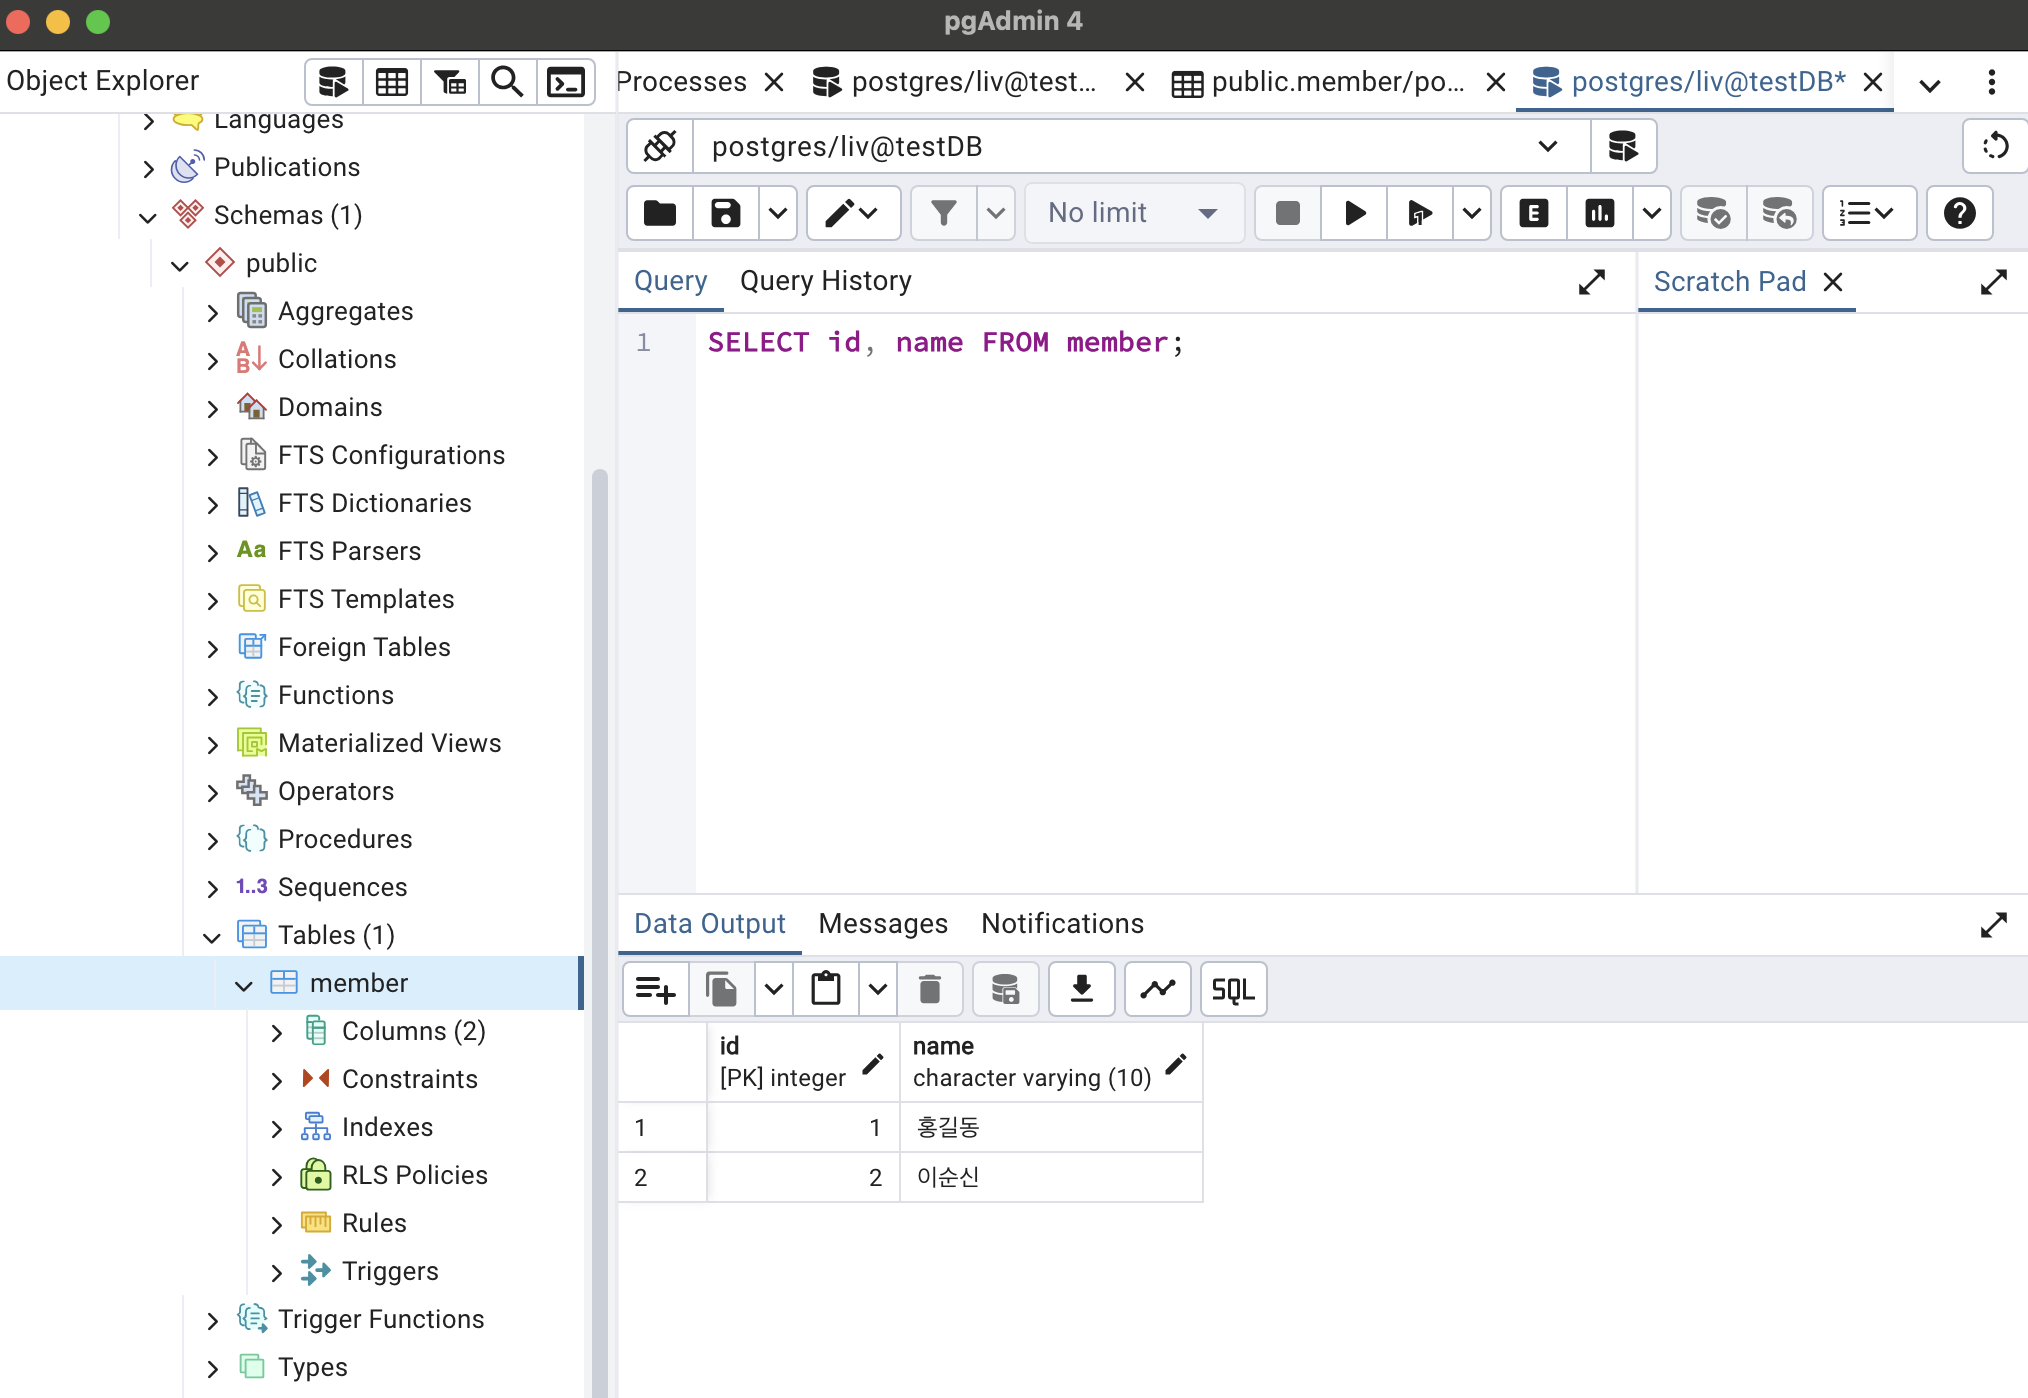 pgAdmin 4
Object Explorer
Processes
postgres/liv@test...
public.member/po...
postgres/liv@testDB*
Languages
Publications
Schemas (1)
public
Aggregates
Collations
Domains
FTS Configurations
FTS Dictionaries
Aa FTS Parsers
FTS Templates
Foreign Tables
Functions
Materialized Views
Operators
Procedures
1..3 Sequences
Tables (1)
member
Columns (2)
Constraints
Indexes
RLS Policies
Rules
Triggers
Trigger Functions
Types
postgres/liv@testDB
No limit
E
Query
Query History
Scratch Pad
1 SELECT id, name FROM member;
Data Output
Messages
Notifications
SQL
id
[PK] integer
name
character varying (10)
1 1 홍길동
2 2 이순신